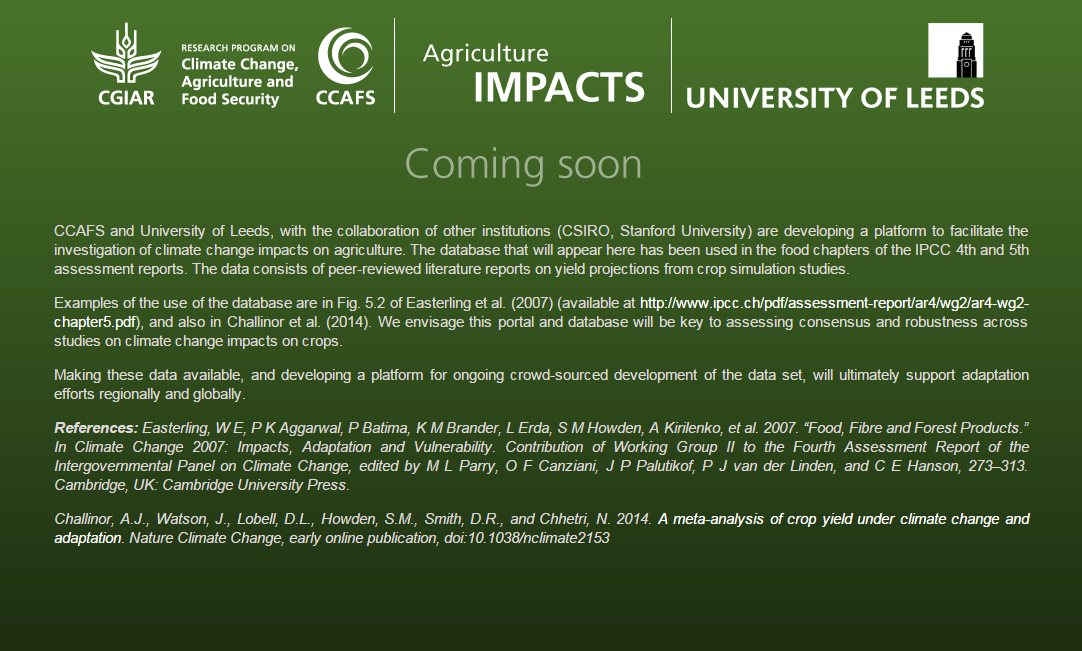 RESEARCH PROGRAM ON
Climate Change,
Agriculture and
Food Security
CGIAR
CCAFS
Agriculture
IMPACTS
UNIVERSITY OF LEEDS
Coming soon
CCAFS and University of Leeds, with the collaboration of other institutions (CSIRO, Stanford University) are developing a platform to facilitate the
investigation of climate change impacts on agriculture. The database that will appear here has been used in the food chapters of the IPCC 4th and 5th
assessment reports. The data consists of peer-reviewed literature reports on yield projections from crop simulation studies.
Examples of the use of the database are in Fig. 5.2 of Easterling et al. (2007) (available at http://www.ipcc.ch/pdf/assessment-report/ar4/wg2/ar4-wg2-
chapter5.pdf), and also in Challinor et al. (2014). We envisage this portal and database will be key to assessing consensus and robustness across
studies on climate change impacts on crops.
Making these data available, and developing a platform for ongoing crowd-sourced development of the data set, will ultimately support adaptation
efforts regionally and globally.
References: Easterling, W E, P K Aggarwal, P Batima, K M Brander, L Erda, S M Howden, A Kirilenko, et al. 2007. “Food, Fibre and Forest Products.”
In Climate Change 2007: Impacts, Adaptation and Vulnerability. Contribution of Working Group II to the Fourth Assessment Report of the
Intergovernmental Panel on Climate Change, edited by M L Parry, O F Canziani, J P Palutikof, P J van der Linden, and C E Hanson, 273–313.
Cambridge, UK: Cambridge University Press.
Challinor, A.J., Watson, J., Lobell, D.L., Howden, S.M., Smith, D.R., and Chhetri, N. 2014. A meta-analysis of crop yield under climate change and
adaptation. Nature Climate Change, early online publication, doi:10.1038/nclimate2153